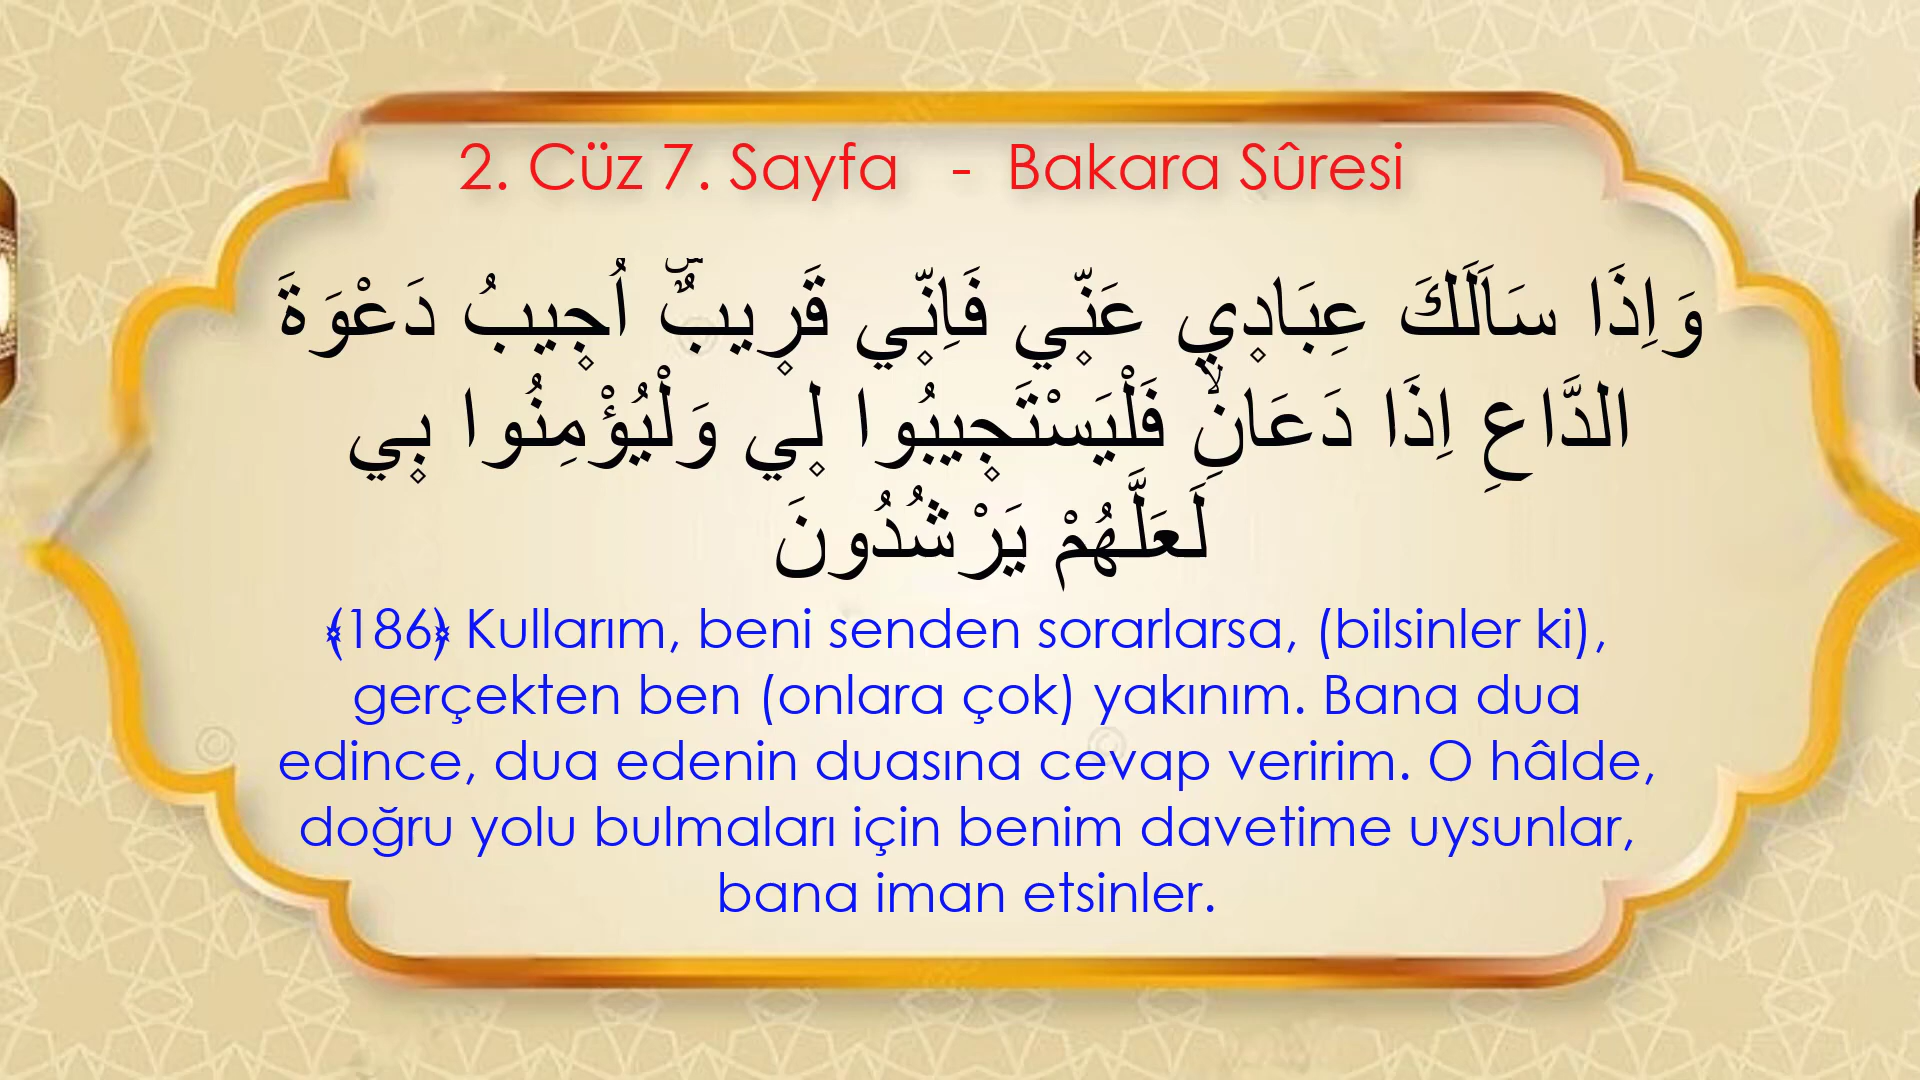 2. Cüz 7. Sayfa - Bakara Sûresi
وَاِذَا سَاَلَكَ عِبَادٖي عَنّٖي فَاِنّٖي قَرٖيبٌۜ اُجٖيبُ دَعْوَةَ
الدَّاعِ اِذَا دَعَانِۙ فَلْيَسْتَجٖيبُوا لٖي وَلْيُؤْمِنُوا بٖي
لَعَلَّهُمْ يَرْشُدُونَ
﴾186﴿ Kullarım, beni senden sorarlarsa, (bilsinler ki),
gerçekten ben (onlara çok) yakınım. Bana dua
edince, dua edenin duasına cevap veririm. O hâlde,
doğru yolu bulmaları için benim davetime uysunlar,
bana iman etsinler.